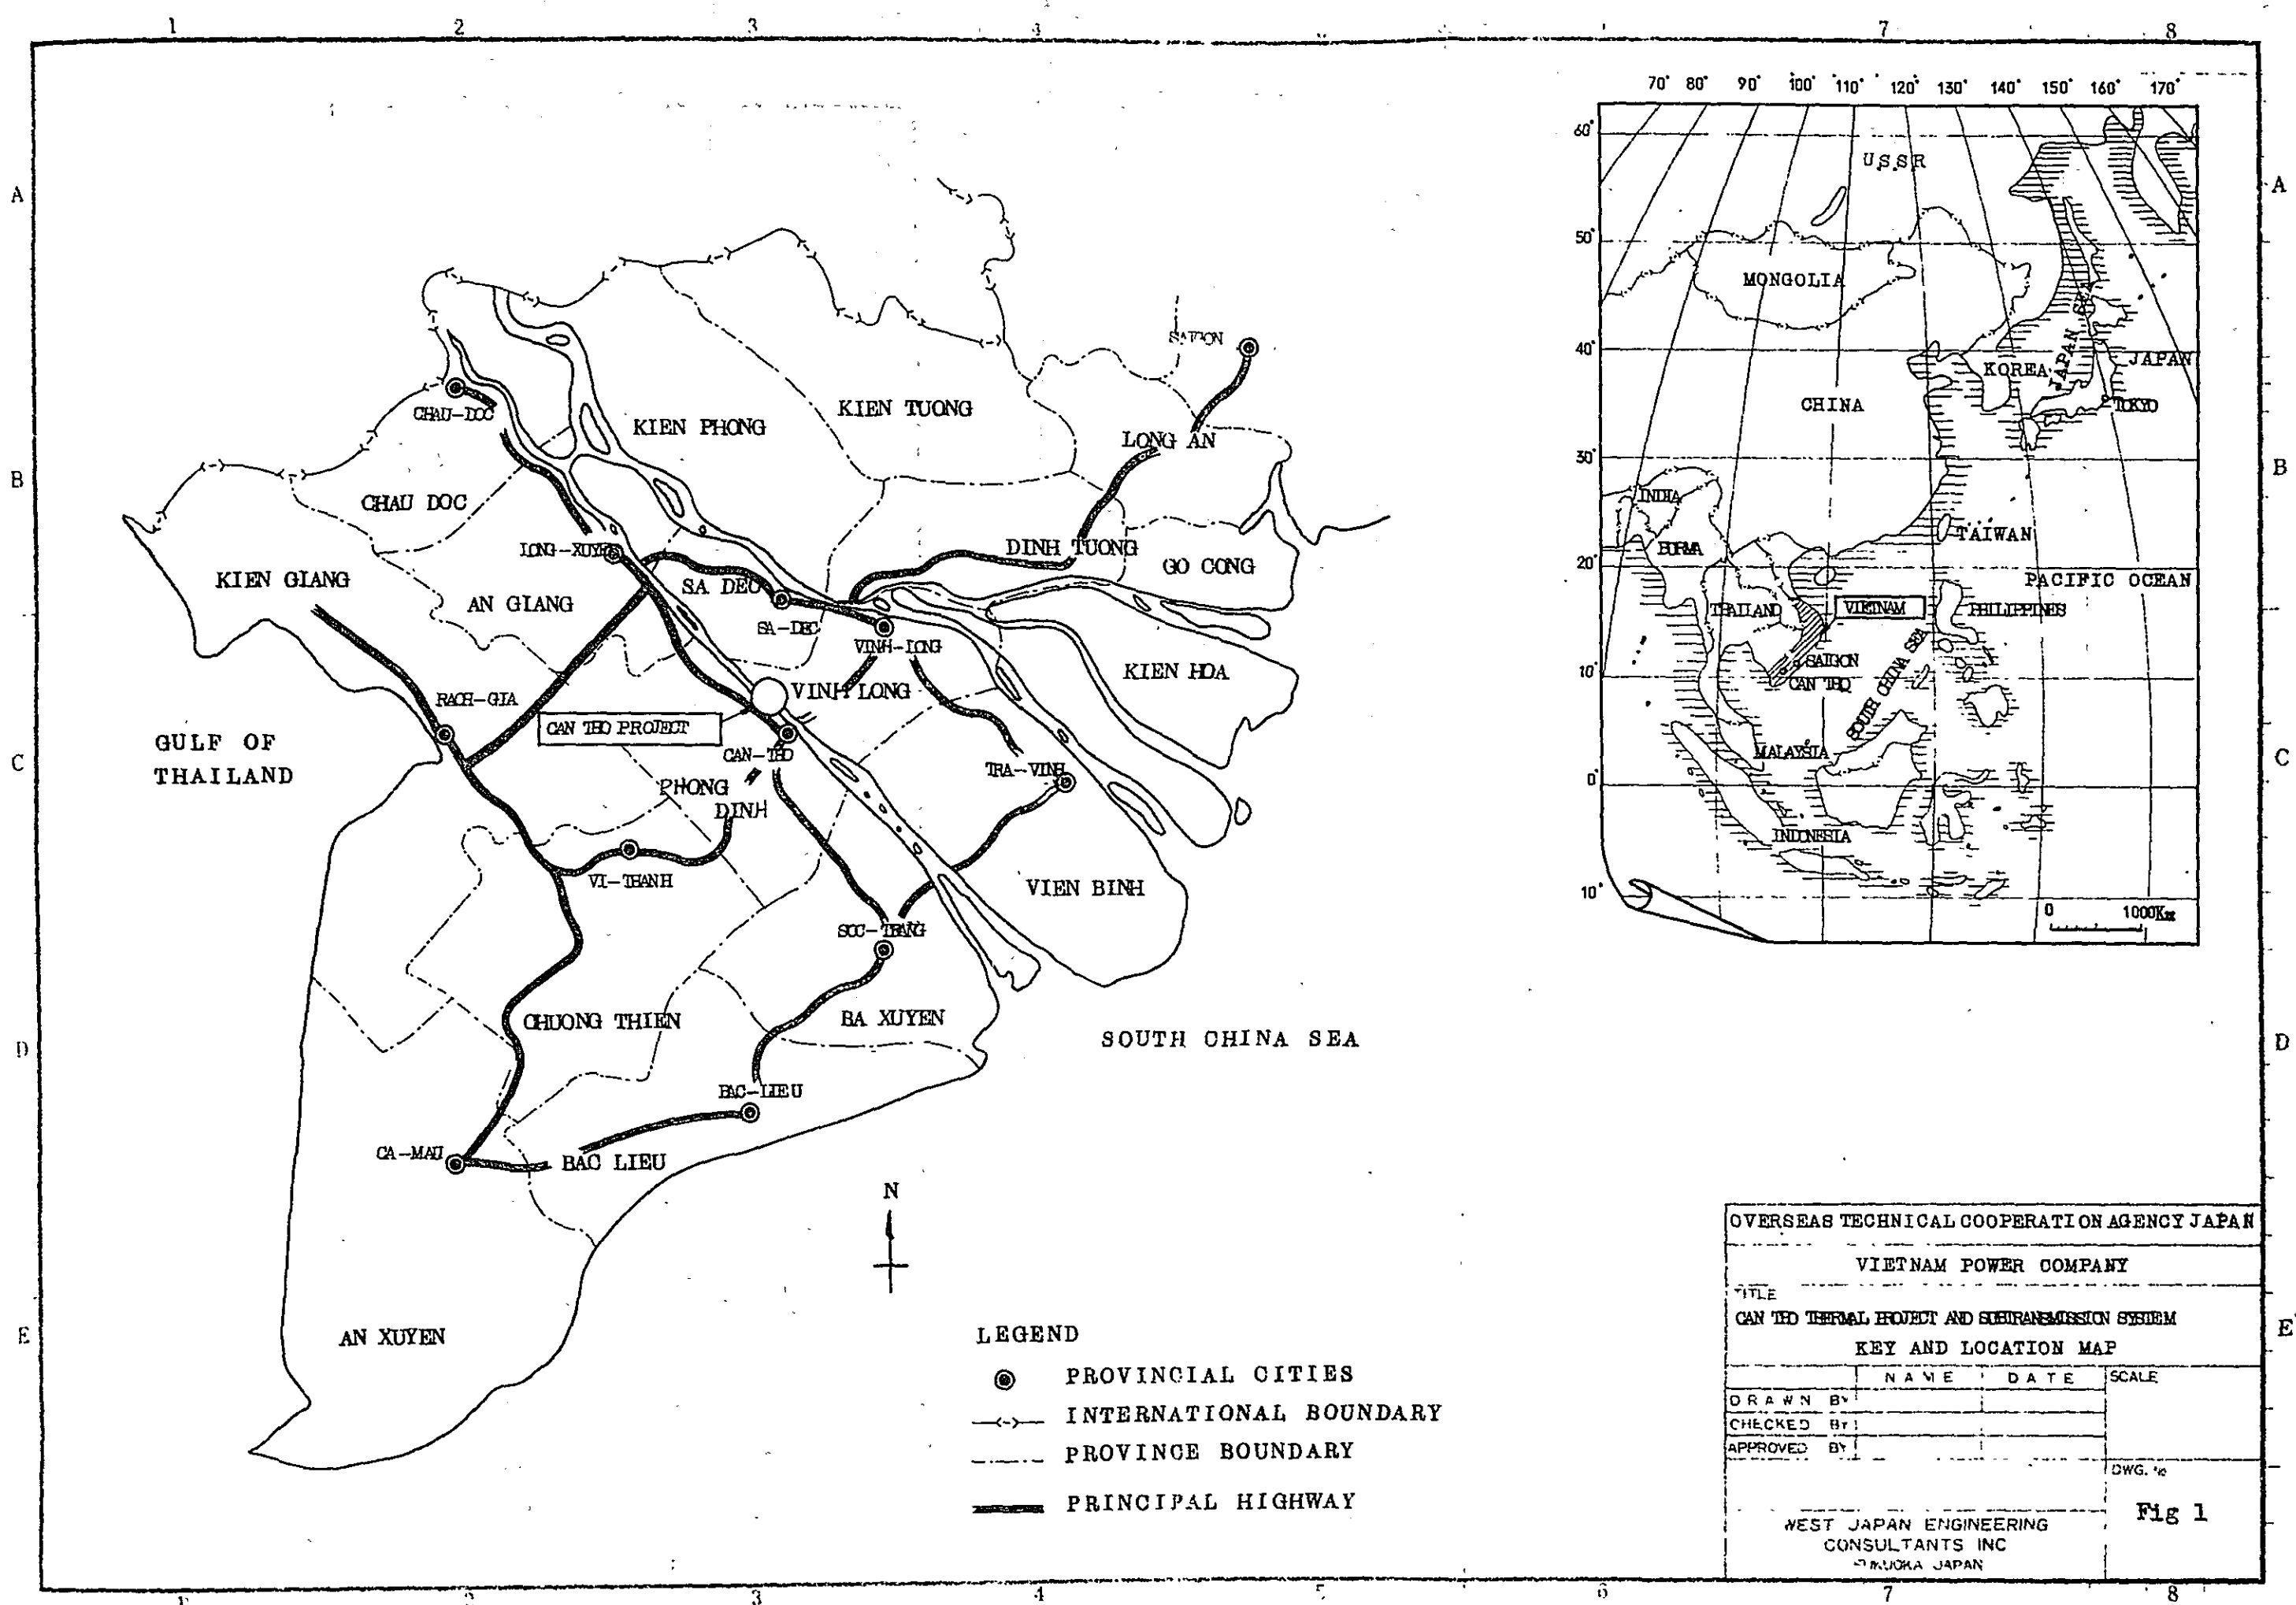 1 2 3 4 7 8
A
B
C
D
E
A
B
C
D
E
SAIGON
CHAU-DOC
KIEN PHONG
KIEN TUONG
LONG AN
CHAU DOC
LONG-XUYEN
DINH TUONG
KIEN GIANG
SA DEC
GO CONG
AN GIANG
SA-DEC
VINH-LONG
KIEN HOA
VINH LONG
RACH-GIA
CAN THO PROJECT
GULF OF
THAILAND
CAN-THO
TRA-VINH
PHONG
DINH
VI-THANH
VIEN BINH
SOC-TRANG
CHUONG THIEN
BA XUYEN
SOUTH CHINA SEA
BAC-LIEU
CA-MAU
BAC LIEU
N
AN XUYEN
LEGEND
PROVINCIAL CITIES
INTERNATIONAL BOUNDARY
PROVINCE BOUNDARY
PRINCIPAL HIGHWAY
70° 80° 90° 100° 110° 120° 130° 140° 150° 160° 170°
60°
50°
40°
30°
20°
10°
0°
10°
USSR
MONGOLIA
JAPAN SEA
KOREA
JAPAN
CHINA
TOKYO
INDIA
TAIWAN
BURMA
PACIFIC OCEAN
THAILAND
VIETNAM
PHILIPPINES
SAIGON
CAN THO
SOUTH CHINA SEA
MALAYSIA
INDONESIA
0 1000Km
OVERSEAS TECHNICAL COOPERATION AGENCY JAPAN
VIETNAM POWER COMPANY
TITLE
CAN THO THERMAL PROJECT AND SUBTRANSMISSION SYSTEM
KEY AND LOCATION MAP
NAME DATE SCALE
DRAWN BY
CHECKED BY
APPROVED BY
DWG. No
Fig 1
WEST JAPAN ENGINEERING
CONSULTANTS INC
FUKUOKA JAPAN
1 2 3 4 5 6 7 8